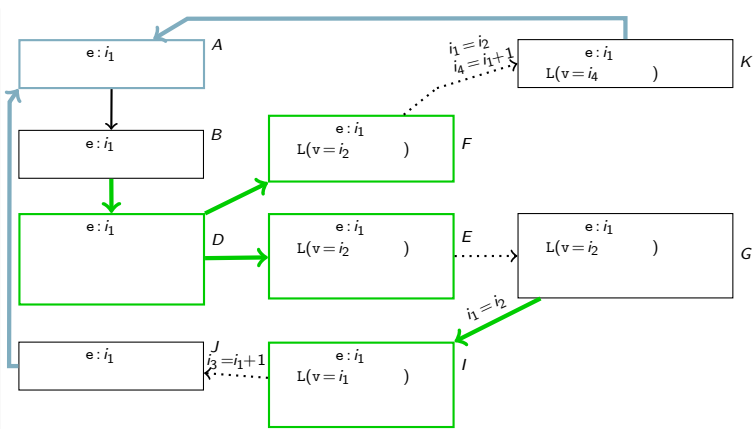 e : i1
A
e : i1
B
e : i1
D
e : i1
L(v = i2 )
F
i1 = i2
i4 = i1+1
e : i1
L(v = i4 )
K
e : i1
L(v = i2 )
E
e : i1
L(v = i2 )
G
i1 = i2
e : i1
J
i3 = i1+1
e : i1
L(v = i1 )
I